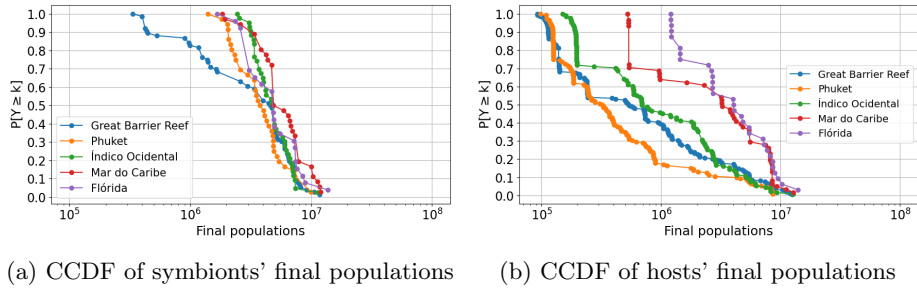 P[Y ≥ k]
1.0
0.9
0.8
0.7
0.6
0.5
0.4
0.3
0.2
0.1
0.0
Great Barrier Reef
Phuket
Índico Ocidental
Mar do Caribe
Flórida
10^5 10^6 10^7 10^8
Final populations
(a) CCDF of symbionts' final populations
P[Y ≥ k]
1.0
0.9
0.8
0.7
0.6
0.5
0.4
0.3
0.2
0.1
0.0
Great Barrier Reef
Phuket
Índico Ocidental
Mar do Caribe
Flórida
10^5 10^6 10^7 10^8
Final populations
(b) CCDF of hosts' final populations